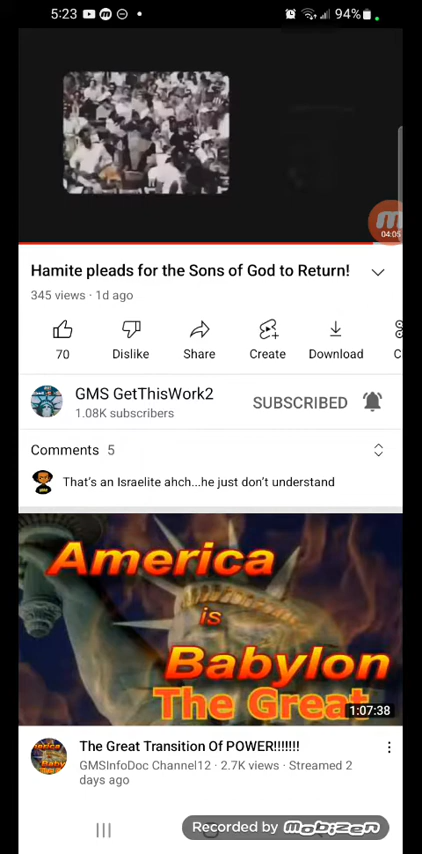 5:23
94%
04:05
Hamite pleads for the Sons of God to Return!
345 views · 1d ago
70
Dislike
Share
Create
Download
GMS GetThisWork2
1.08K subscribers
SUBSCRIBED
Comments 5
That's an Israelite ahch...he just don't understand
America
is
Babylon
The Great
1:07:38
The Great Transition Of POWER!!!!!!!
GMSInfoDoc Channel12 · 2.7K views · Streamed 2
days ago
Recorded by mobizen